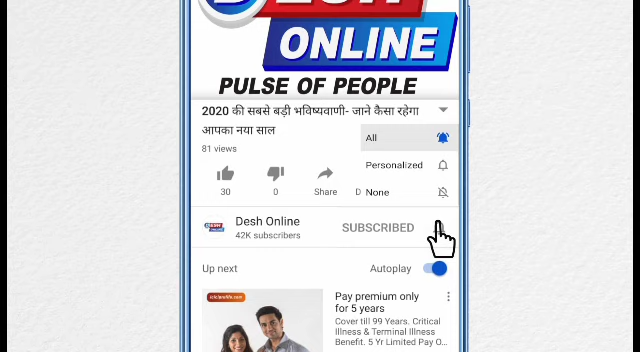 DESH
ONLINE
PULSE OF PEOPLE
2020 की सबसे बड़ी भविष्यवाणी- जाने कैसा रहेगा
आपका नया साल
81 views
All
Personalized
None
30
0
Share
D
Desh Online
42K subscribers
SUBSCRIBED
Up next
Autoplay
Pay premium only
for 5 years
Cover till 99 Years. Critical
Illness & Terminal Illness
Benefit. 5 Yr Limited Pay O...